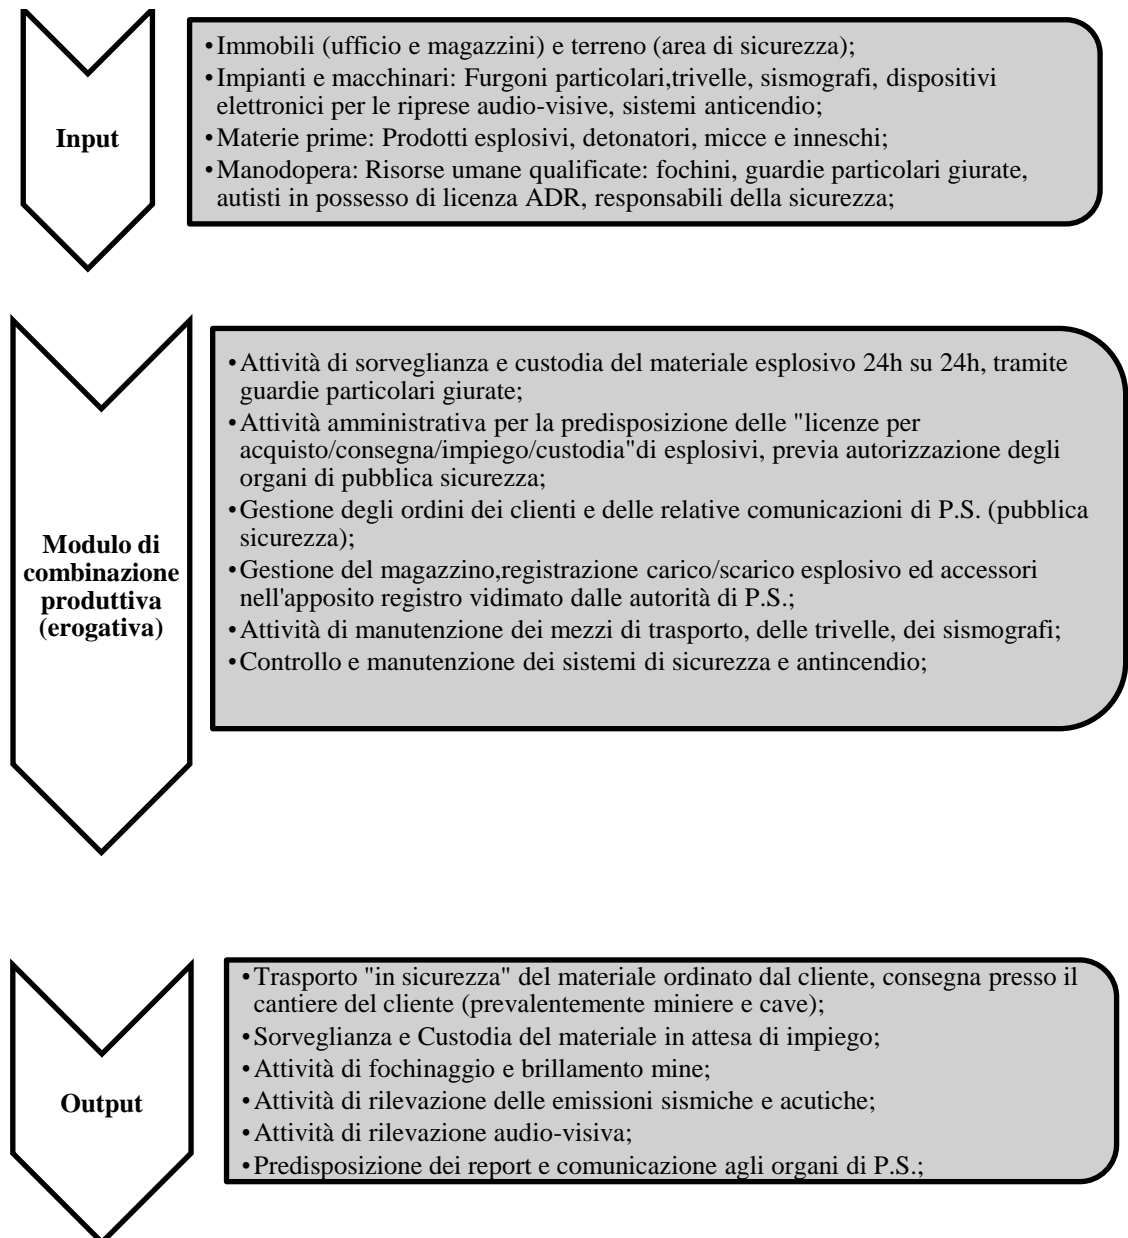 Input
•Immobili (ufficio e magazzini) e terreno (area di sicurezza);
•Impianti e macchinari: Furgoni particolari,trivelle, sismografi, dispositivi
elettronici per le riprese audio-visive, sistemi anticendio;
•Materie prime: Prodotti esplosivi, detonatori, micce e inneschi;
•Manodopera: Risorse umane qualificate: fochini, guardie particolari giurate,
autisti in possesso di licenza ADR, responsabili della sicurezza;
Modulo di
combinazione
produttiva
(erogativa)
•Attività di sorveglianza e custodia del materiale esplosivo 24h su 24h, tramite
guardie particolari giurate;
•Attività amministrativa per la predisposizione delle "licenze per
acquisto/consegna/impiego/custodia"di esplosivi, previa autorizzazione degli
organi di pubblica sicurezza;
•Gestione degli ordini dei clienti e delle relative comunicazioni di P.S. (pubblica
sicurezza);
•Gestione del magazzino,registrazione carico/scarico esplosivo ed accessori
nell'apposito registro vidimato dalle autorità di P.S.;
•Attività di manutenzione dei mezzi di trasporto, delle trivelle, dei sismografi;
•Controllo e manutenzione dei sistemi di sicurezza e antincendio;
Output
•Trasporto "in sicurezza" del materiale ordinato dal cliente, consegna presso il
cantiere del cliente (prevalentemente miniere e cave);
•Sorveglianza e Custodia del materiale in attesa di impiego;
•Attività di fochinaggio e brillamento mine;
•Attività di rilevazione delle emissioni sismiche e acutiche;
•Attività di rilevazione audio-visiva;
•Predisposizione dei report e comunicazione agli organi di P.S.;